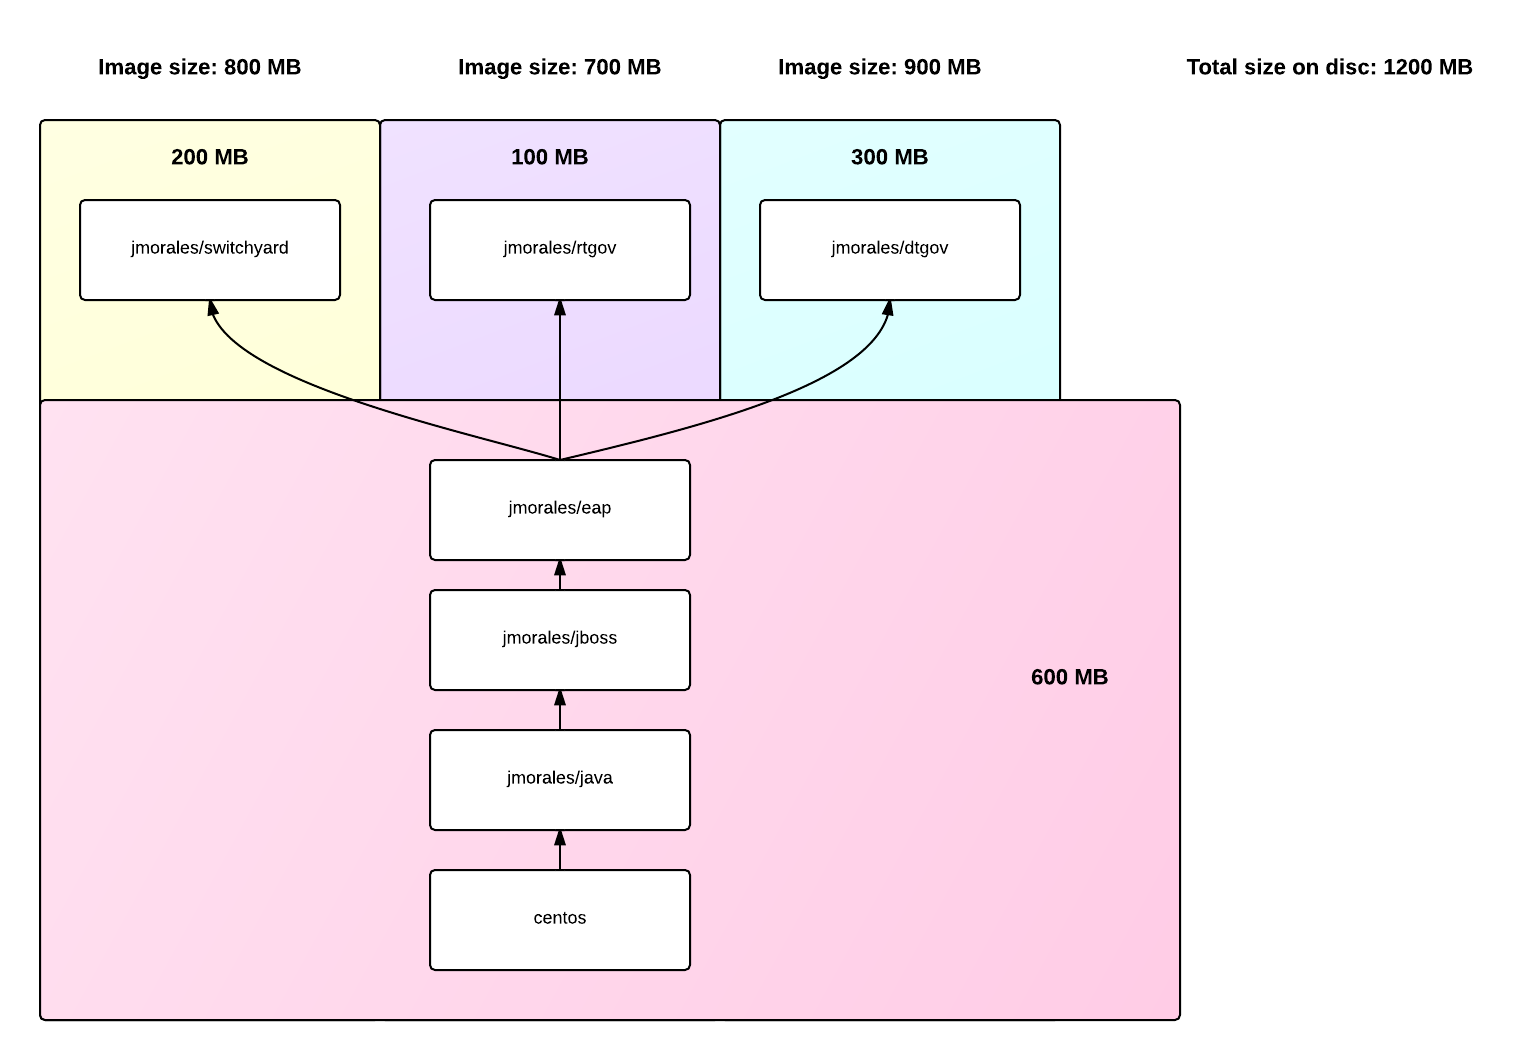 Image size: 800 MB
Image size: 700 MB
Image size: 900 MB
Total size on disc: 1200 MB
200 MB
100 MB
300 MB
jmorales/switchyard
jmorales/rtgov
jmorales/dtgov
jmorales/eap
jmorales/jboss
600 MB
jmorales/java
centos